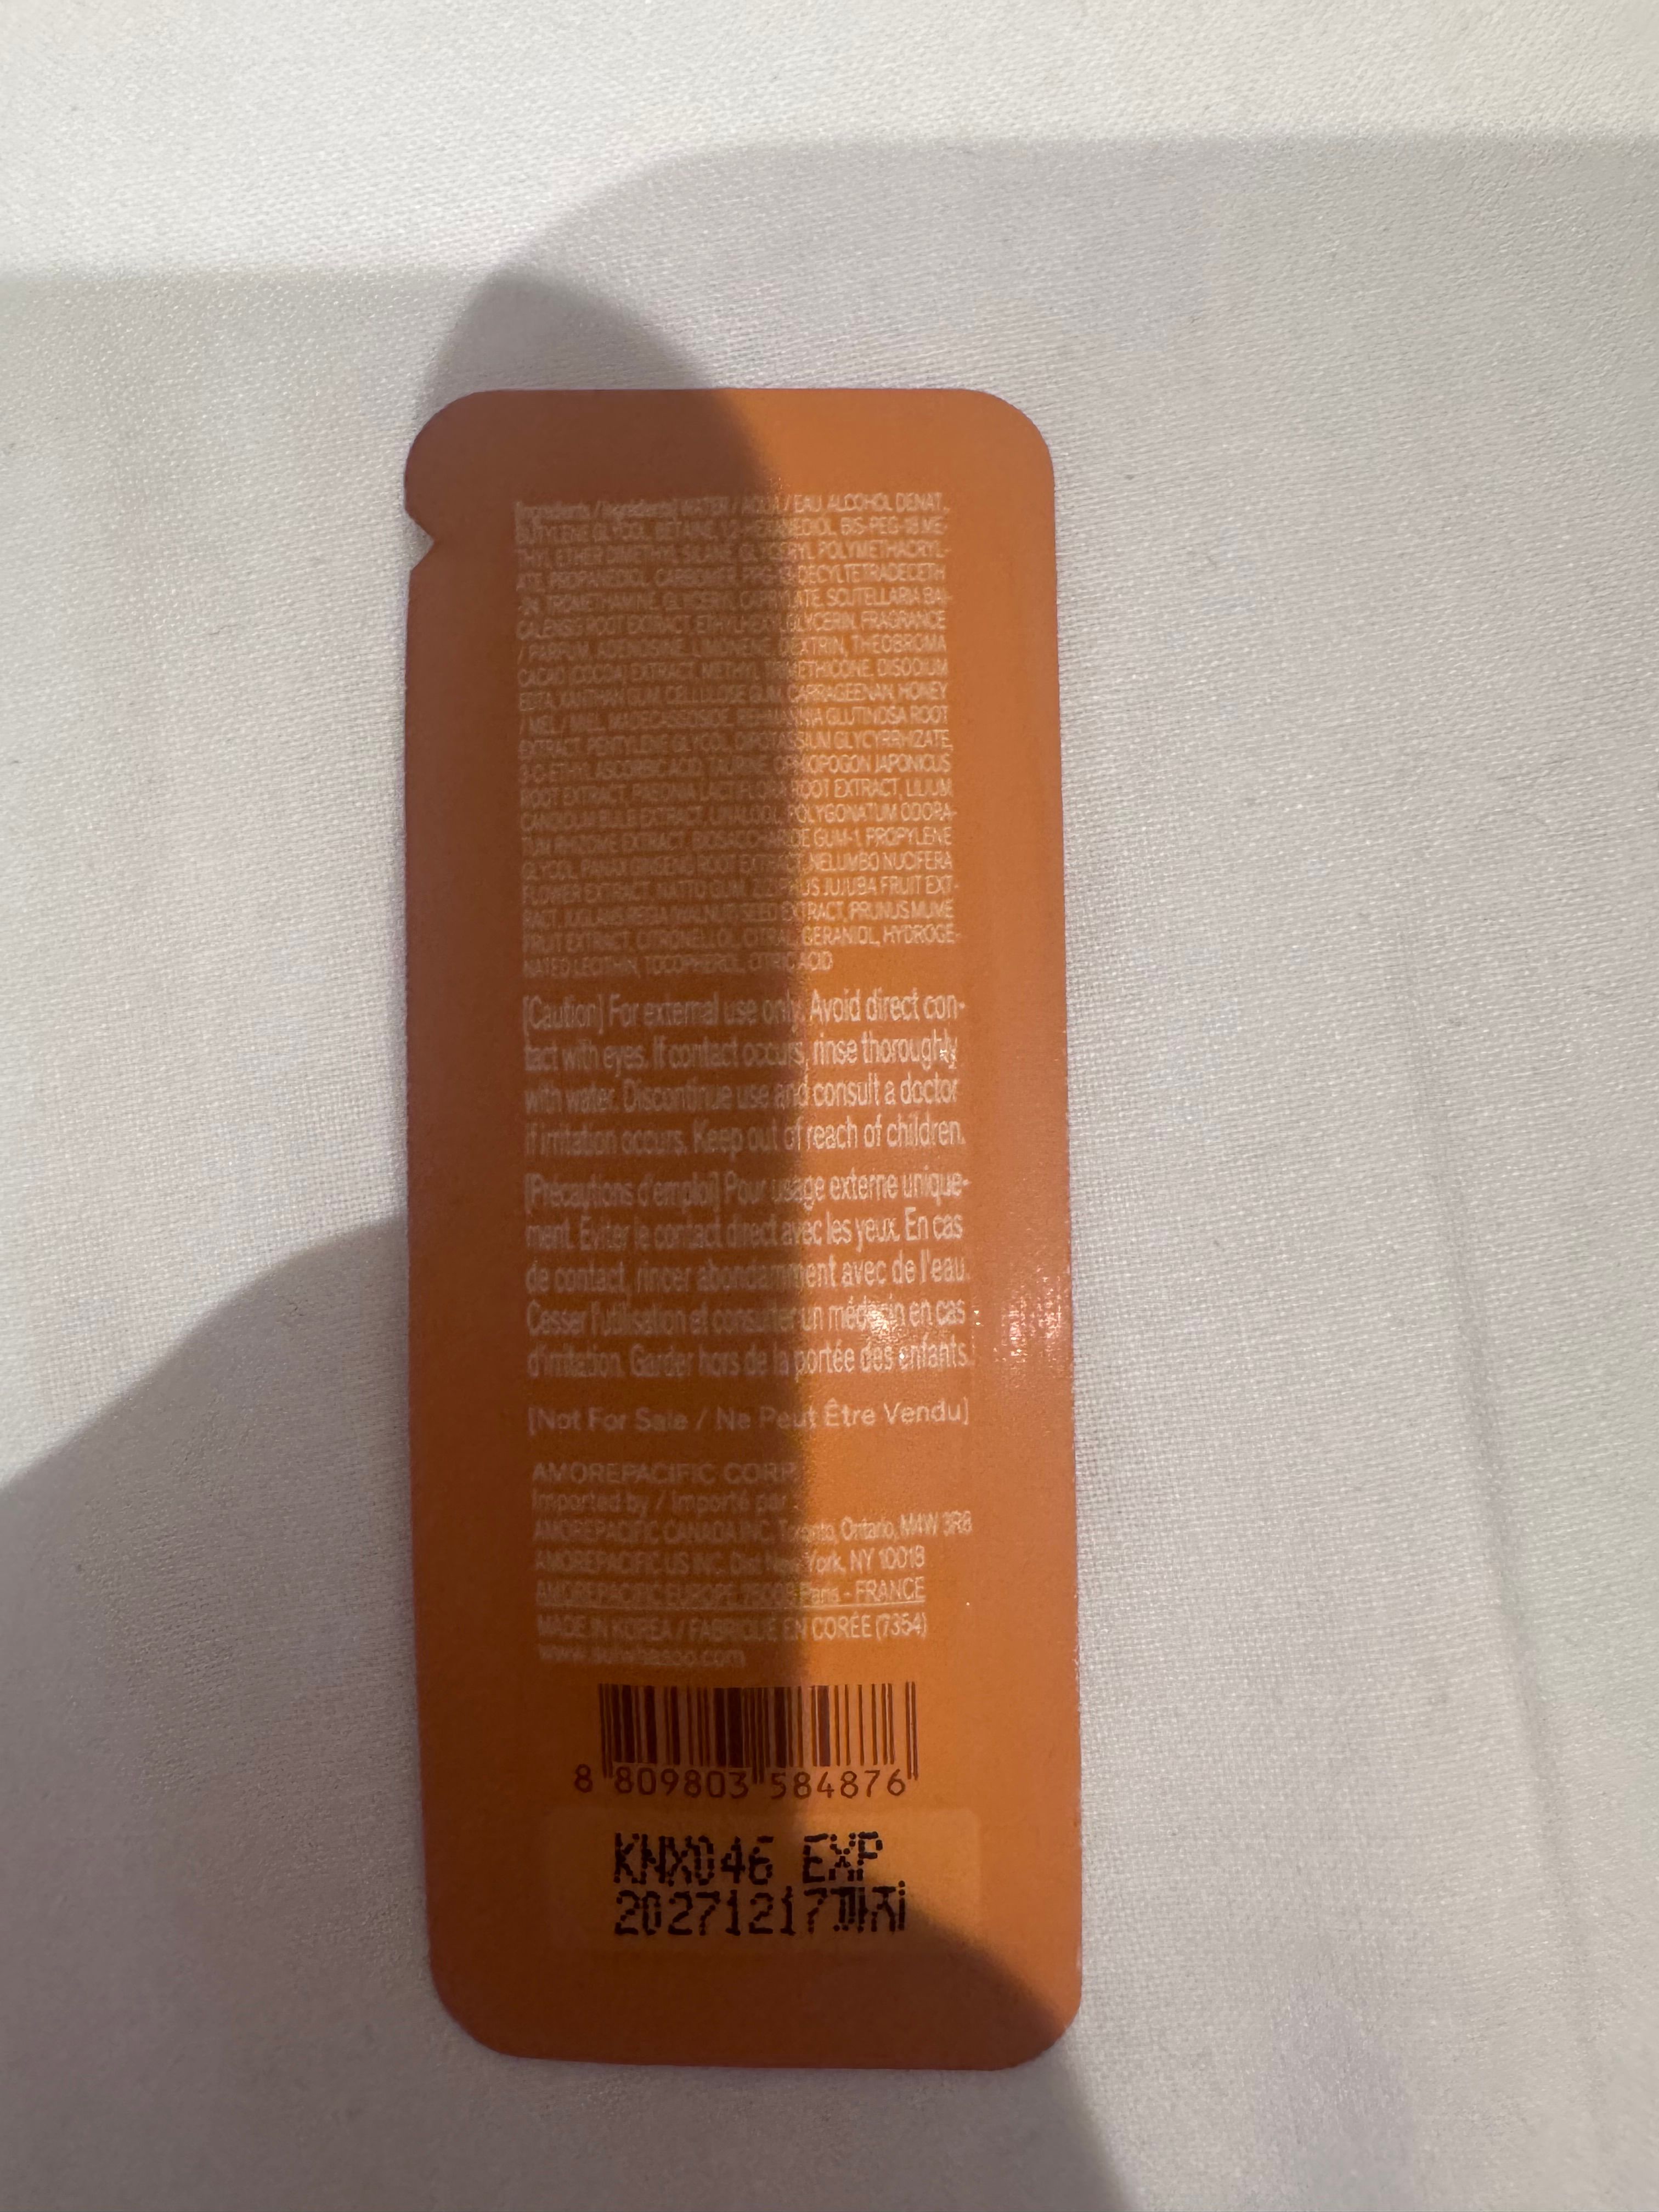 [Ingredients / Ingrédients] WATER / AQUA / EAU, ALCOHOL DENAT.,
BUTYLENE GLYCOL, BETAINE, 1,2-HEXANEDIOL, BIS-PEG-18 ME-
THYL ETHER DIMETHYL SILANE, GLYCERYL POLYMETHACRYL-
ATE, PROPANEDIOL, CARBOMER, PPG-13-DECYLTETRADECETH
-24, TROMETHAMINE, GLYCERYL CAPRYLATE, SCUTELLARIA BAI-
CALENSIS ROOT EXTRACT, ETHYLHEXYLGLYCERIN, FRAGRANCE
/ PARFUM, ADENOSINE, LIMONENE, DEXTRIN, THEOBROMA
CACAO (COCOA) EXTRACT, METHYL TRIMETHICONE, DISODIUM
EDTA, XANTHAN GUM, CELLULOSE GUM, CARRAGEENAN, HONEY
/ MEL / MIEL, MADECASSOSIDE, REHMANNIA GLUTINOSA ROOT
EXTRACT, PENTYLENE GLYCOL, DIPOTASSIUM GLYCYRRHIZATE,
3-O-ETHYL ASCORBIC ACID, TAURINE, OPHIOPOGON JAPONICUS
ROOT EXTRACT, PAEONIA LACTIFLORA ROOT EXTRACT, LILIUM
CANDIDUM BULB EXTRACT, LINALOOL, POLYGONATUM ODORA-
TUM RHIZOME EXTRACT, BIOSACCHARIDE GUM-1, PROPYLENE
GLYCOL, PANAX GINSENG ROOT EXTRACT, NELUMBO NUCIFERA
FLOWER EXTRACT, NATTO GUM, ZIZIPHUS JUJUBA FRUIT EXT-
RACT, JUGLANS REGIA (WALNUT) SEED EXTRACT, PRUNUS MUME
FRUIT EXTRACT, CITRONELLOL, CITRAL, GERANIOL, HYDROGE-
NATED LECITHIN, TOCOPHEROL, CITRIC ACID
[Caution] For external use only. Avoid direct con-
tact with eyes. If contact occurs, rinse thoroughly
with water. Discontinue use and consult a doctor
if irritation occurs. Keep out of reach of children.
[Précautions d'emploi] Pour usage externe unique-
ment. Eviter le contact direct avec les yeux. En cas
de contact, rincer abondamment avec de l'eau.
Cesser l'utilisation et consulter un médecin en cas
d'irritation. Garder hors de la portée des enfants.
[Not For Sale / Ne Peut Être Vendu]
AMOREPACIFIC CORP.
Imported by / Importé par :
AMOREPACIFIC CANADA INC. Toronto, Ontario, M4W 3R8
AMOREPACIFIC US INC. Dist New York, NY 10018
AMOREPACIFIC EUROPE 75008 Paris - FRANCE
MADE IN KOREA / FABRIQUÉ EN CORÉE (7354)
www.sulwhasoo.com
8 809803 584876
KNX046 EXP
20271217까지